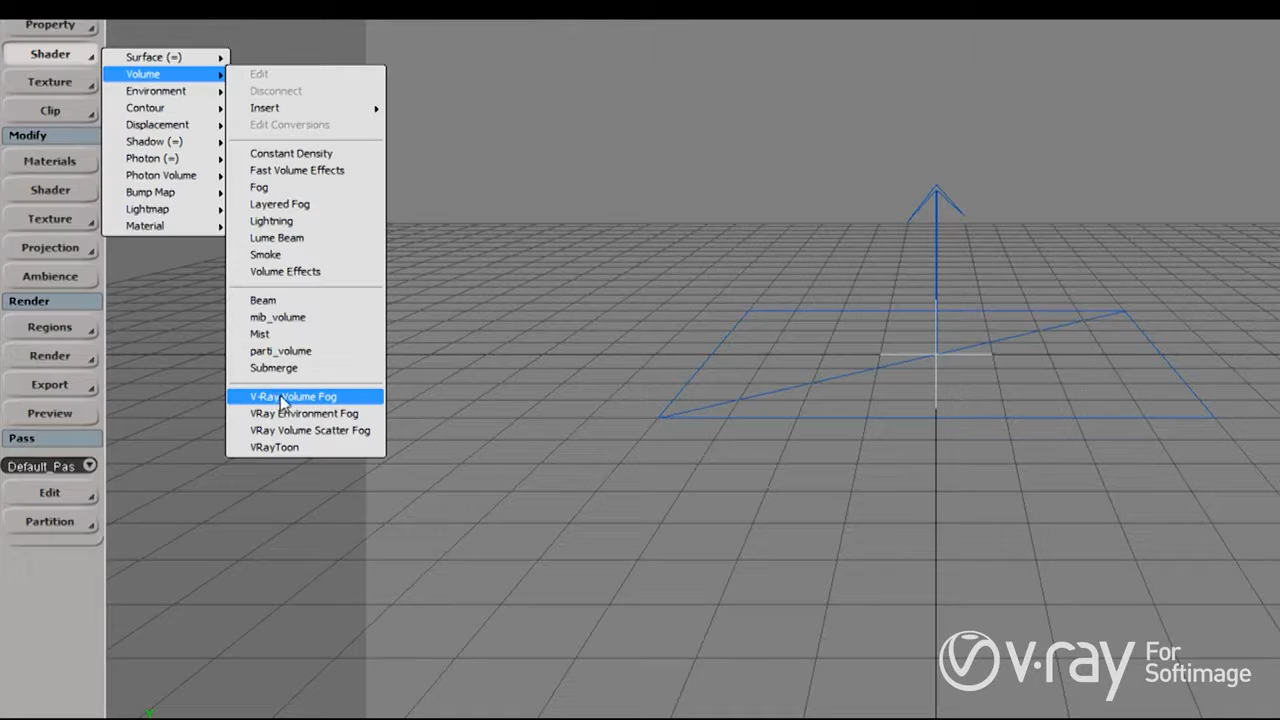 Property
Shader
Texture
Clip
Modify
Materials
Shader
Texture
Projection
Ambience
Render
Regions
Render
Export
Preview
Pass
Default_Pas
Edit
Partition
Surface (=)
Volume
Environment
Contour
Displacement
Shadow (=)
Photon (=)
Photon Volume
Bump Map
Lightmap
Material
Edit
Disconnect
Insert
Edit Conversions
Constant Density
Fast Volume Effects
Fog
Layered Fog
Lightning
Lume Beam
Smoke
Volume Effects
Beam
mib_volume
Mist
parti_volume
Submerge
V-Ray Volume Fog
VRay Environment Fog
VRay Volume Scatter Fog
VRayToon
v·ray For
Softimage